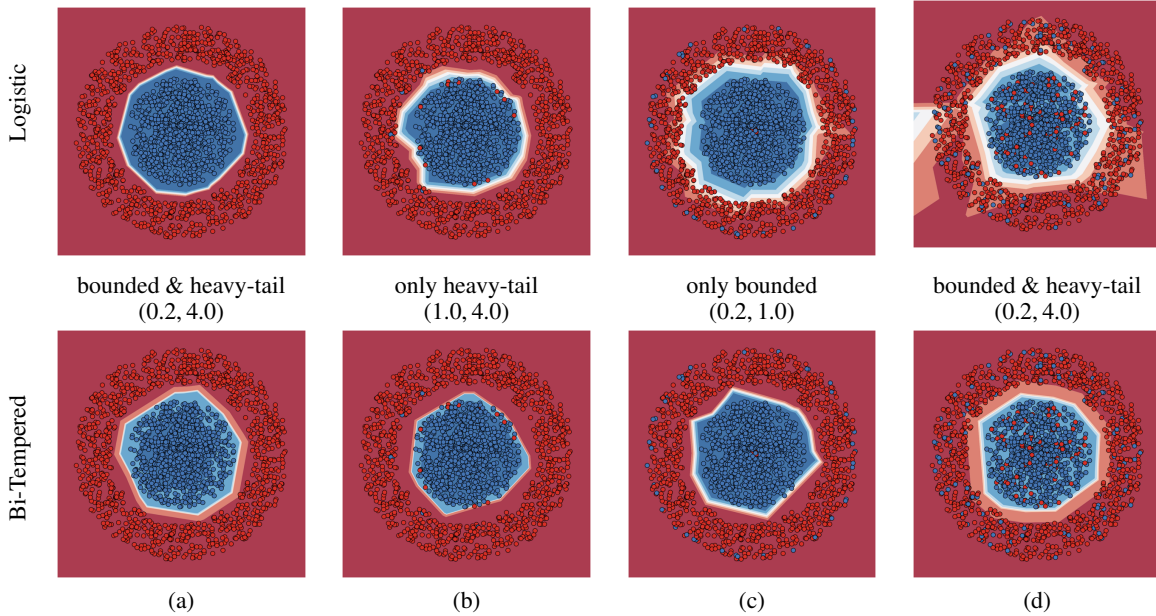 Logistic
bounded & heavy-tail
(0.2, 4.0)
only heavy-tail
(1.0, 4.0)
only bounded
(0.2, 1.0)
bounded & heavy-tail
(0.2, 4.0)
Bi-Tempered
(a)
(b)
(c)
(d)